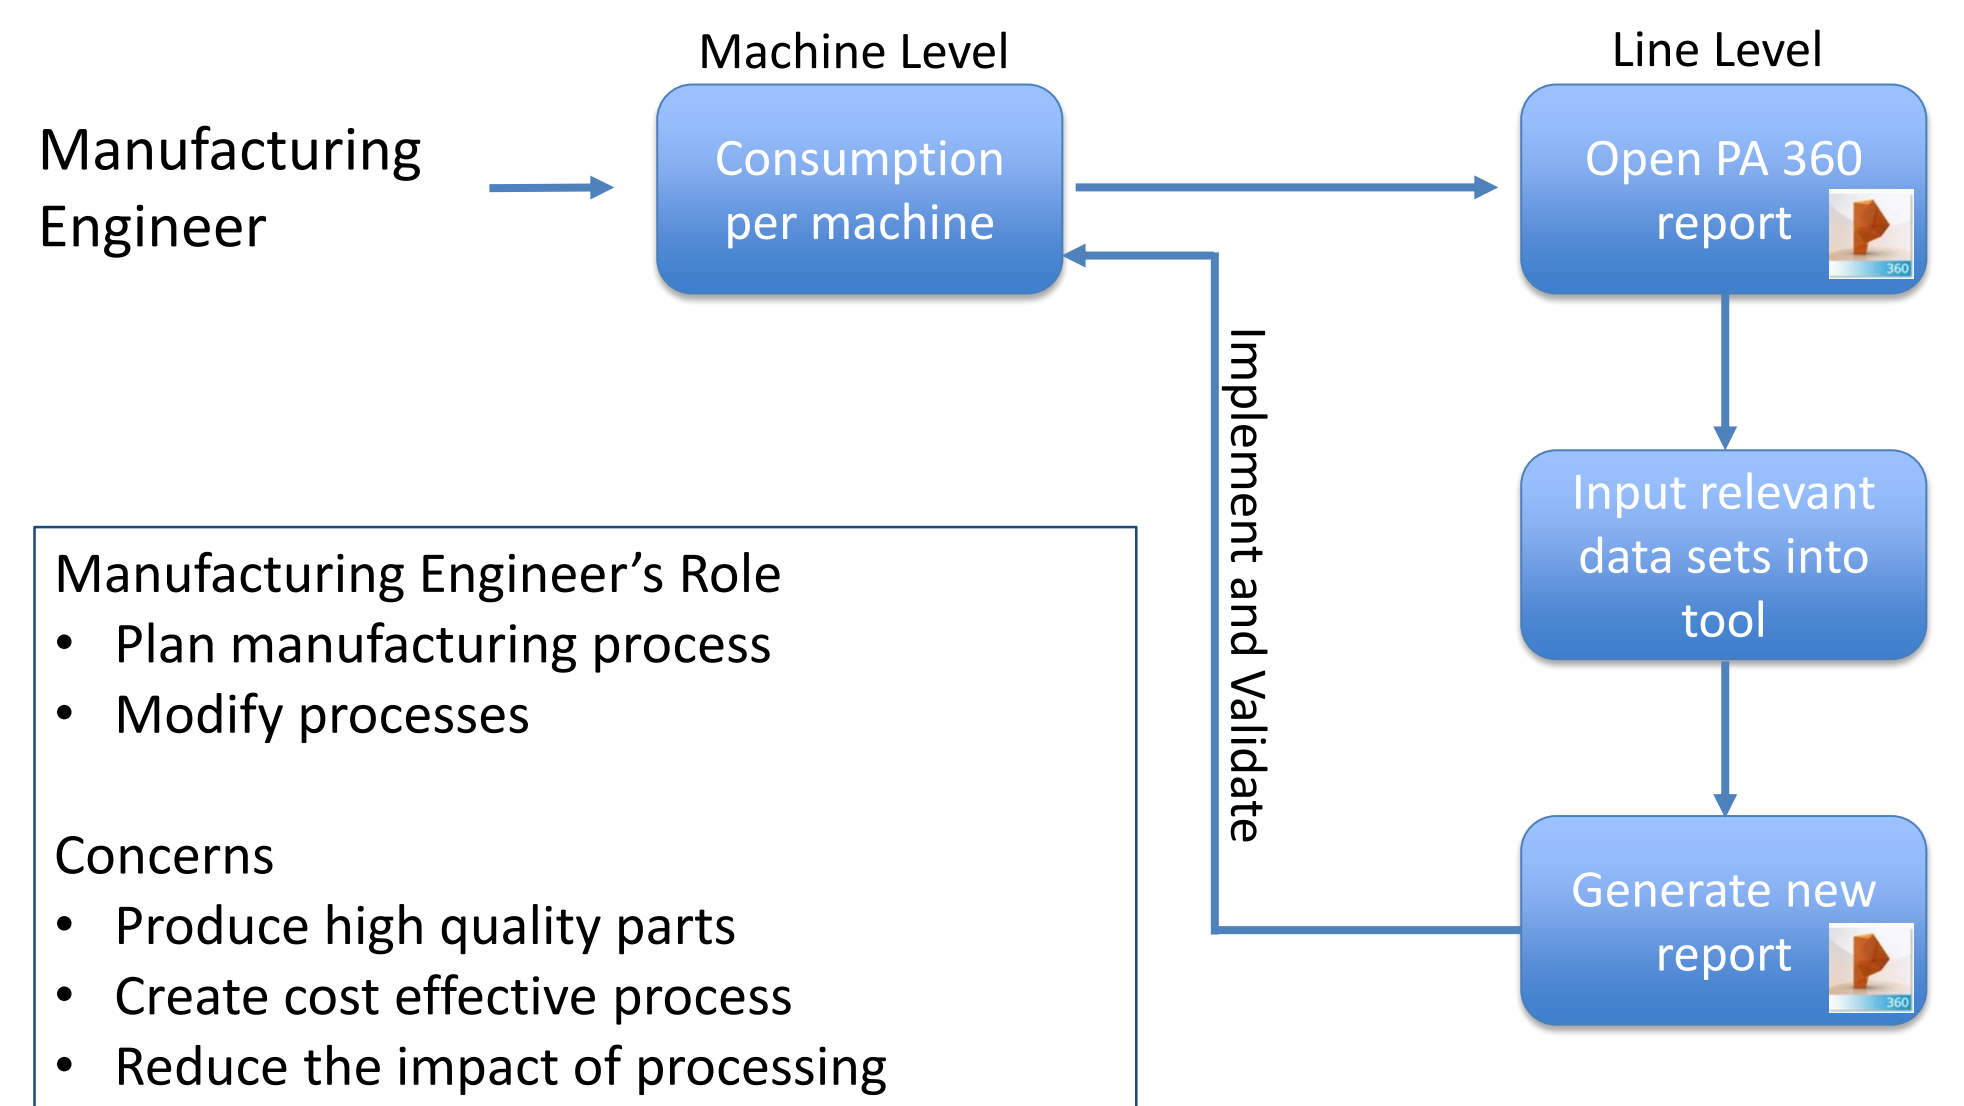 Machine Level
Line Level
Manufacturing
Engineer
Consumption
per machine
Open PA 360
report
360
Implement and Validate
Input relevant
data sets into
tool
Generate new
report
360
Manufacturing Engineer’s Role
• Plan manufacturing process
• Modify processes
Concerns
• Produce high quality parts
• Create cost effective process
• Reduce the impact of processing